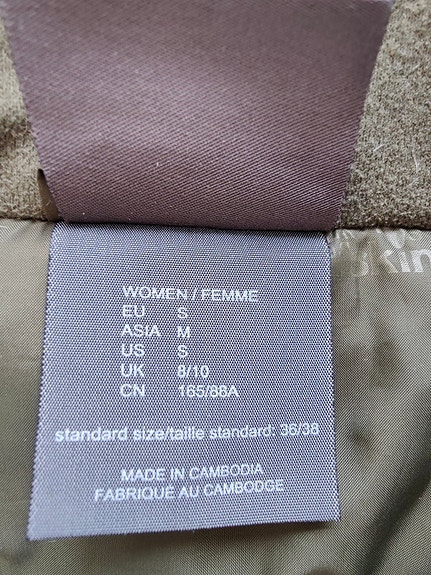 WOMEN / FEMME
EU S
ASIA M
US S
UK 8/10
CN 165/88A
standard size/taille standard: 36/38
MADE IN CAMBODIA
FABRIQUE AU CAMBODGE